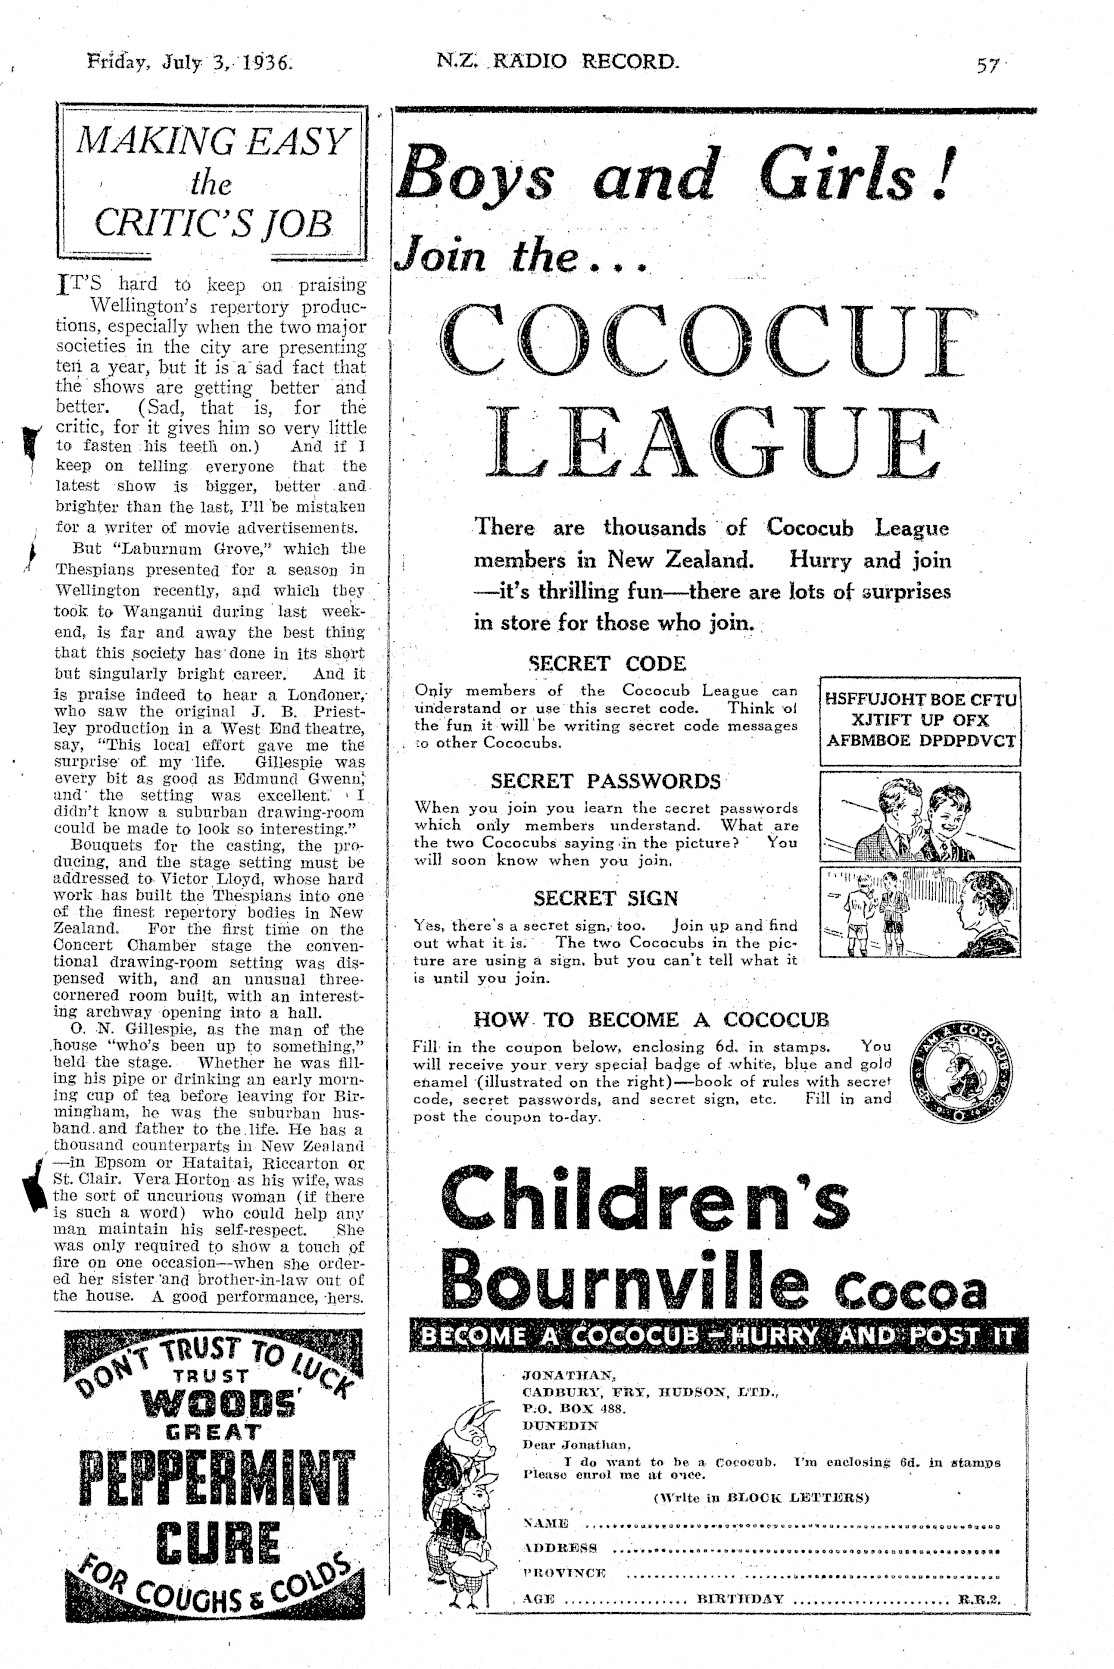 Friday, July 3, 1936.
N.Z. RADIO RECORD.
57
MAKING EASY
the
CRITIC'S JOB
IT'S hard to keep on praising
Wellington's repertory produc-
tions, especially when the two major
societies in the city are presenting
ten a year, but it is a sad fact that
the shows are getting better and
better. (Sad, that is, for the
critic, for it gives him so very little
to fasten his teeth on.) And if I
keep on telling everyone that the
latest show is bigger, better and
brighter than the last, I'll be mistaken
for a writer of movie advertisements.
But "Laburnum Grove," which the
Thespians presented for a season in
Wellington recently, and which they
took to Wanganui during last week-
end, is far and away the best thing
that this society has done in its short
but singularly bright career. And it
is praise indeed to hear a Londoner,
who saw the original J. B. Priest-
ley production in a West End theatre,
say, "This local effort gave me the
surprise of my life. Gillespie was
every bit as good as Edmund Gwenn,
and the setting was excellent. I
didn't know a suburban drawing-room
could be made to look so interesting."
Bouquets for the casting, the pro-
ducing, and the stage setting must be
addressed to Victor Lloyd, whose hard
work has built the Thespians into one
of the finest repertory bodies in New
Zealand. For the first time on the
Concert Chamber stage the conven-
tional drawing-room setting was dis-
pensed with, and an unusual three-
cornered room built, with an interest-
ing archway opening into a hall.
O. N. Gillespie, as the man of the
house "who's been up to something,"
held the stage. Whether he was fill-
ing his pipe or drinking an early morn-
ing cup of tea before leaving for Bir-
mingham, he was the suburban hus-
band and father to the life. He has a
thousand counterparts in New Zealand
—in Epsom or Hataitai, Riccarton or
St. Clair. Vera Horton as his wife, was
the sort of uncurious woman (if there
is such a word) who could help any
man maintain his self-respect. She
was only required to show a touch of
fire on one occasion—when she order-
ed her sister and brother-in-law out of
the house. A good performance, hers.
DON'T TRUST TO LUCK
TRUST
WOODS'
GREAT
PEPPERMINT
CURE
FOR COUGHS & COLDS
Boys and Girls!
Join the...
COCOCUB
LEAGUE
There are thousands of Cococub League
members in New Zealand. Hurry and join
—it's thrilling fun—there are lots of surprises
in store for those who join.
SECRET CODE
Only members of the Cococub League can
understand or use this secret code. Think of
the fun it will be writing secret code messages
to other Cococubs.
HSFFUJOHT BOE CFTU
XJTIFT UP OFX
AFBMBOE DPDPDVCT
SECRET PASSWORDS
When you join you learn the secret passwords
which only members understand. What are
the two Cococubs saying in the picture? You
will soon know when you join.
SECRET SIGN
Yes, there's a secret sign, too. Join up and find
out what it is. The two Cococubs in the pic-
ture are using a sign, but you can't tell what it
is until you join.
HOW TO BECOME A COCOCUB
Fill in the coupon below, enclosing 6d. in stamps. You
will receive your very special badge of white, blue and gold
enamel (illustrated on the right)—book of rules with secret
code, secret passwords, and secret sign, etc. Fill in and
post the coupon to-day.
I AM A COCOCUB
Children's
Bournville Cocoa
BECOME A COCOCUB — HURRY AND POST IT
JONATHAN,
CADBURY, FRY, HUDSON, LTD.,
P.O. BOX 488.
DUNEDIN
Dear Jonathan,
I do want to be a Cococub. I'm enclosing 6d. in stamps
Please enrol me at once.
(Write in BLOCK LETTERS)
NAME
ADDRESS
PROVINCE
AGE .................. BIRTHDAY ....................... R.R.2.